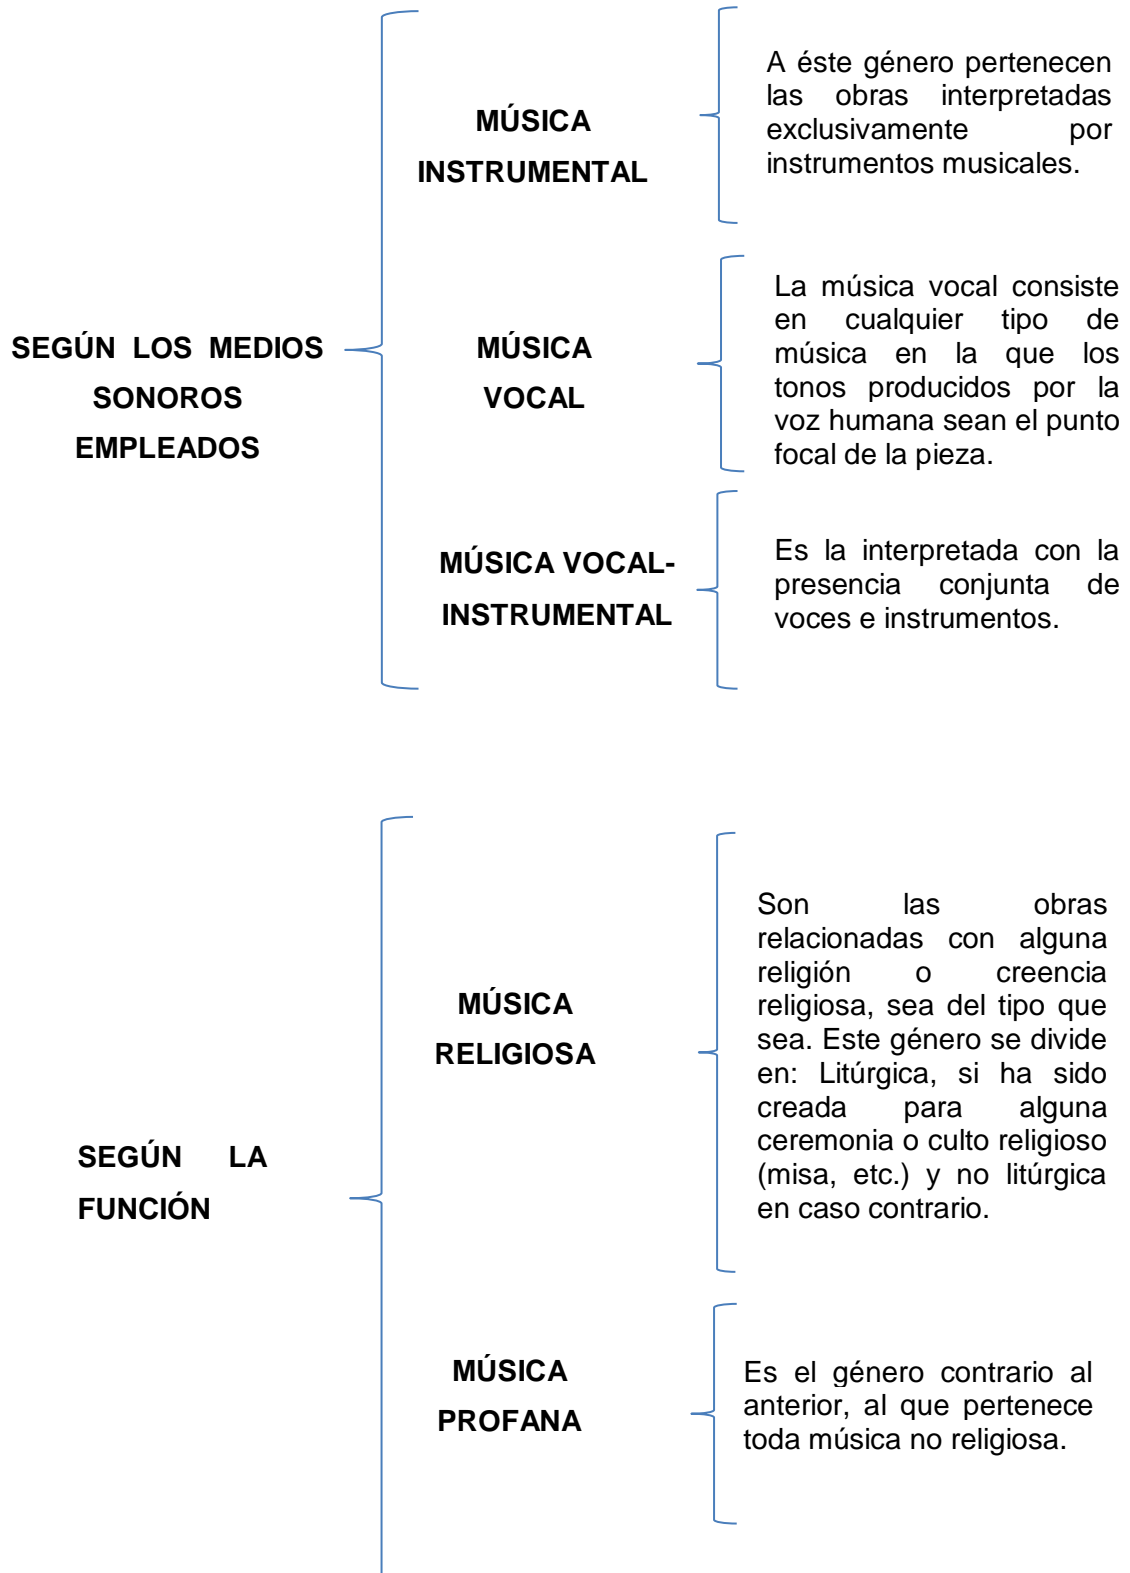 SEGÚN LOS MEDIOS
SONOROS
EMPLEADOS
MÚSICA
INSTRUMENTAL
A éste género pertenecen
las obras interpretadas
exclusivamente por
instrumentos musicales.
MÚSICA
VOCAL
La música vocal consiste
en cualquier tipo de
música en la que los
tonos producidos por la
voz humana sean el punto
focal de la pieza.
MÚSICA VOCAL-
INSTRUMENTAL
Es la interpretada con la
presencia conjunta de
voces e instrumentos.
SEGÚN LA
FUNCIÓN
MÚSICA
RELIGIOSA
Son las obras
relacionadas con alguna
religión o creencia
religiosa, sea del tipo que
sea. Este género se divide
en: Litúrgica, si ha sido
creada para alguna
ceremonia o culto religioso
(misa, etc.) y no litúrgica
en caso contrario.
MÚSICA
PROFANA
Es el género contrario al
anterior, al que pertenece
toda música no religiosa.